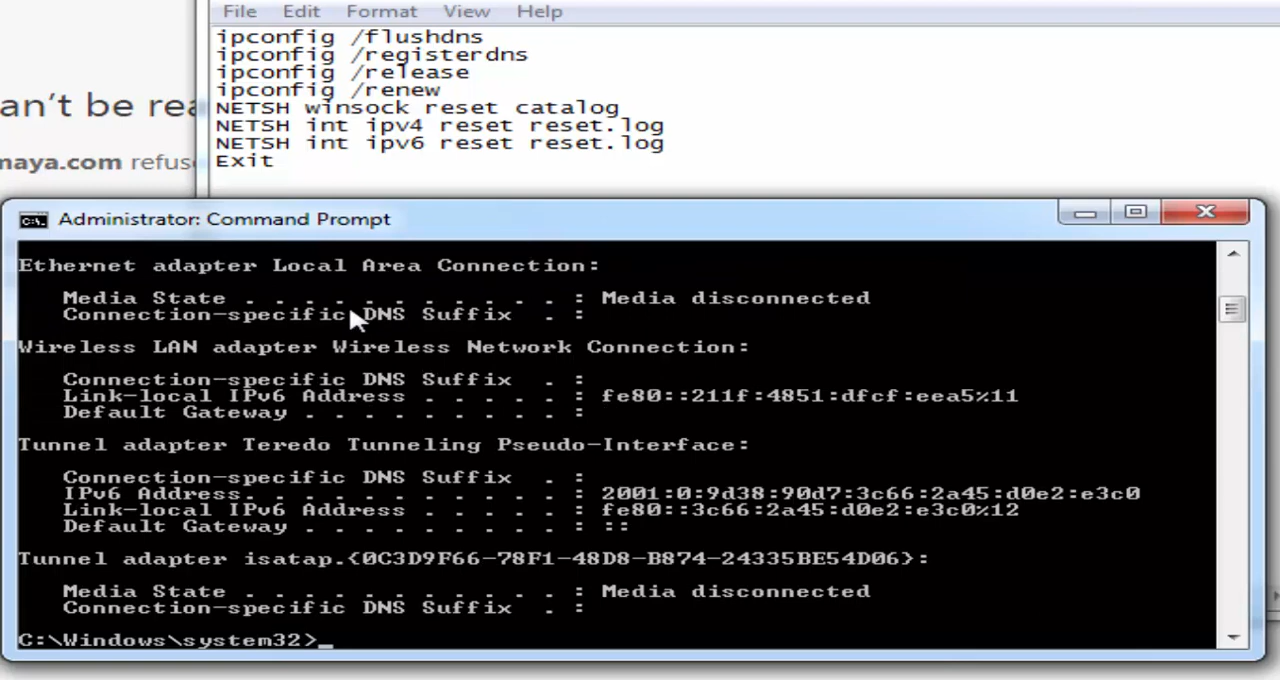 File Edit Format View Help
ipconfig /flushdns
ipconfig /registerdns
ipconfig /release
ipconfig /renew
NETSH winsock reset catalog
NETSH int ipv4 reset reset.log
NETSH int ipv6 reset reset.log
Exit
an't be rea
naya.com refuse
Administrator: Command Prompt
Ethernet adapter Local Area Connection:
Media State . . . . . . . . . . . : Media disconnected
Connection-specific DNS Suffix . :
Wireless LAN adapter Wireless Network Connection:
Connection-specific DNS Suffix . :
Link-local IPv6 Address . . . . . : fe80::211f:4851:dfcf:eea5%11
Default Gateway . . . . . . . . . :
Tunnel adapter Teredo Tunneling Pseudo-Interface:
Connection-specific DNS Suffix . :
IPv6 Address. . . . . . . . . . . : 2001:0:9d38:90d7:3c66:2a45:d0e2:e3c0
Link-local IPv6 Address . . . . . : fe80::3c66:2a45:d0e2:e3c0%12
Default Gateway . . . . . . . . . : ::
Tunnel adapter isatap.{0C3D9F66-78F1-48D8-B874-24335BE54D06}:
Media State . . . . . . . . . . . : Media disconnected
Connection-specific DNS Suffix . :
C:\Windows\system32>_